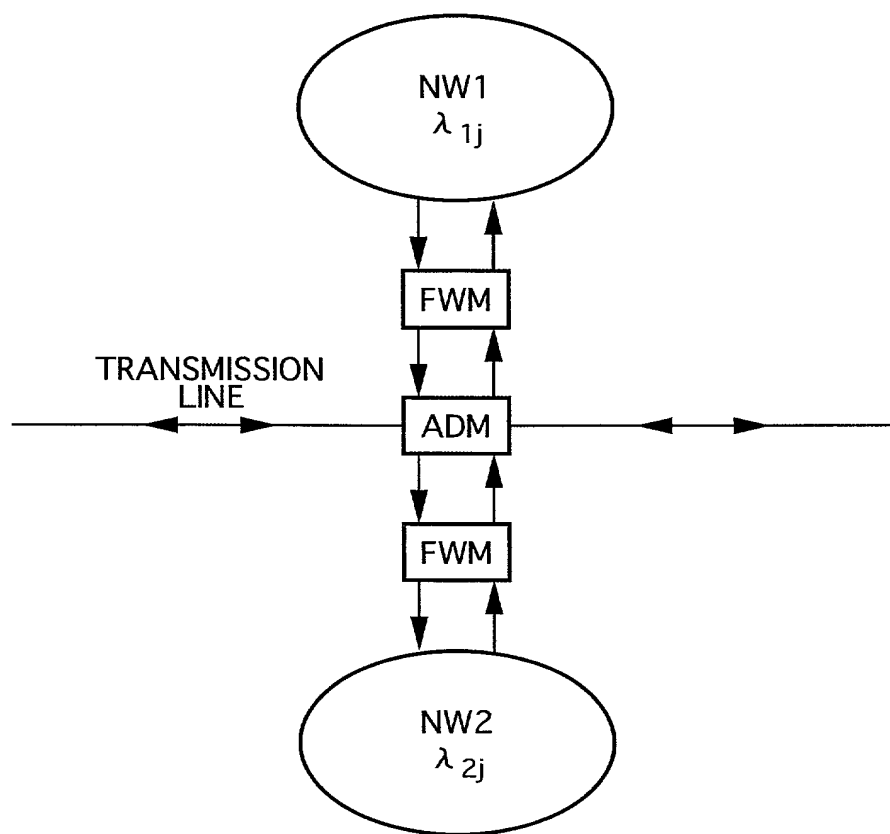 NW1
λ 1j
FWM
TRANSMISSION
LINE
ADM
FWM
NW2
λ 2j